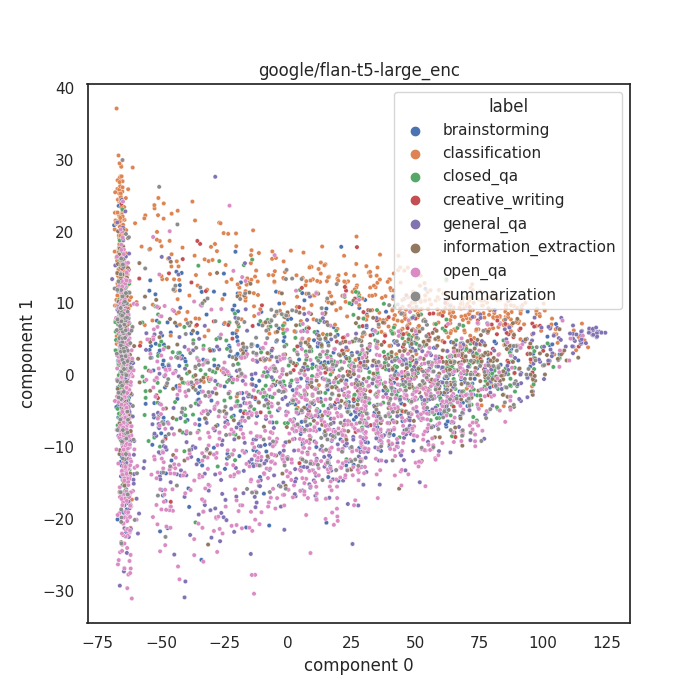 google/flan-t5-large_enc
label
brainstorming
classification
closed_qa
creative_writing
general_qa
information_extraction
open_qa
summarization
40
30
20
10
0
−10
−20
−30
component 1
−75 −50 −25 0 25 50 75 100 125
component 0